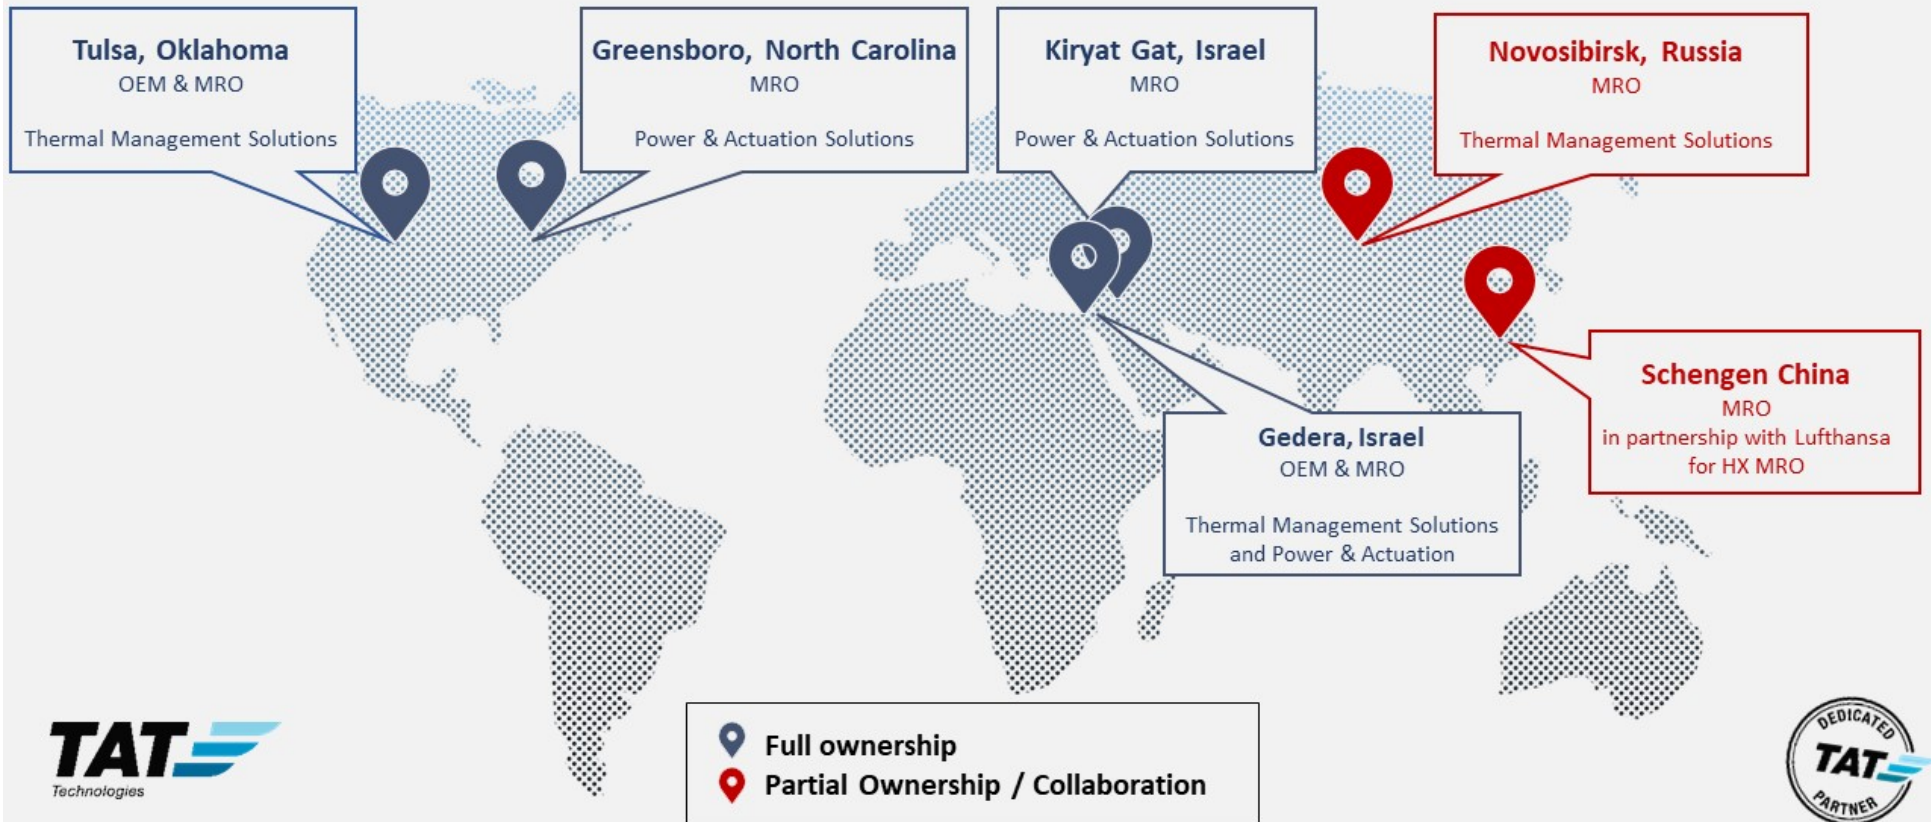 Tulsa, Oklahoma
OEM & MRO
Thermal Management Solutions
Greensboro, North Carolina
MRO
Power & Actuation Solutions
Kiryat Gat, Israel
MRO
Power & Actuation Solutions
Novosibirsk, Russia
MRO
Thermal Management Solutions
Schengen China
MRO
in partnership with Lufthansa
for HX MRO
Gedera, Israel
OEM & MRO
Thermal Management Solutions
and Power & Actuation
TAT
Technologies
Full ownership
Partial Ownership / Collaboration
DEDICATED
TAT
PARTNER